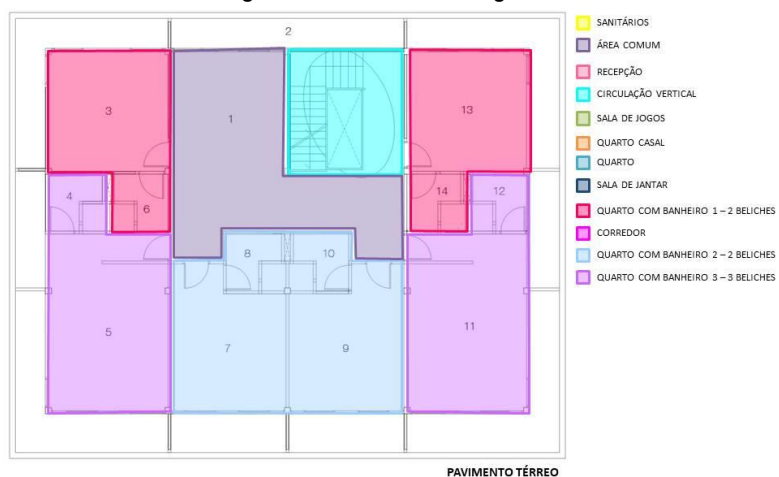 2
3
1
13
4
6
14
12
8
10
5
7
9
11
SANITÁRIOS
ÁREA COMUM
RECEPÇÃO
CIRCULAÇÃO VERTICAL
SALA DE JOGOS
QUARTO CASAL
QUARTO
SALA DE JANTAR
QUARTO COM BANHEIRO 1 – 2 BELICHES
CORREDOR
QUARTO COM BANHEIRO 2 – 2 BELICHES
QUARTO COM BANHEIRO 3 – 3 BELICHES
PAVIMENTO TÉRREO